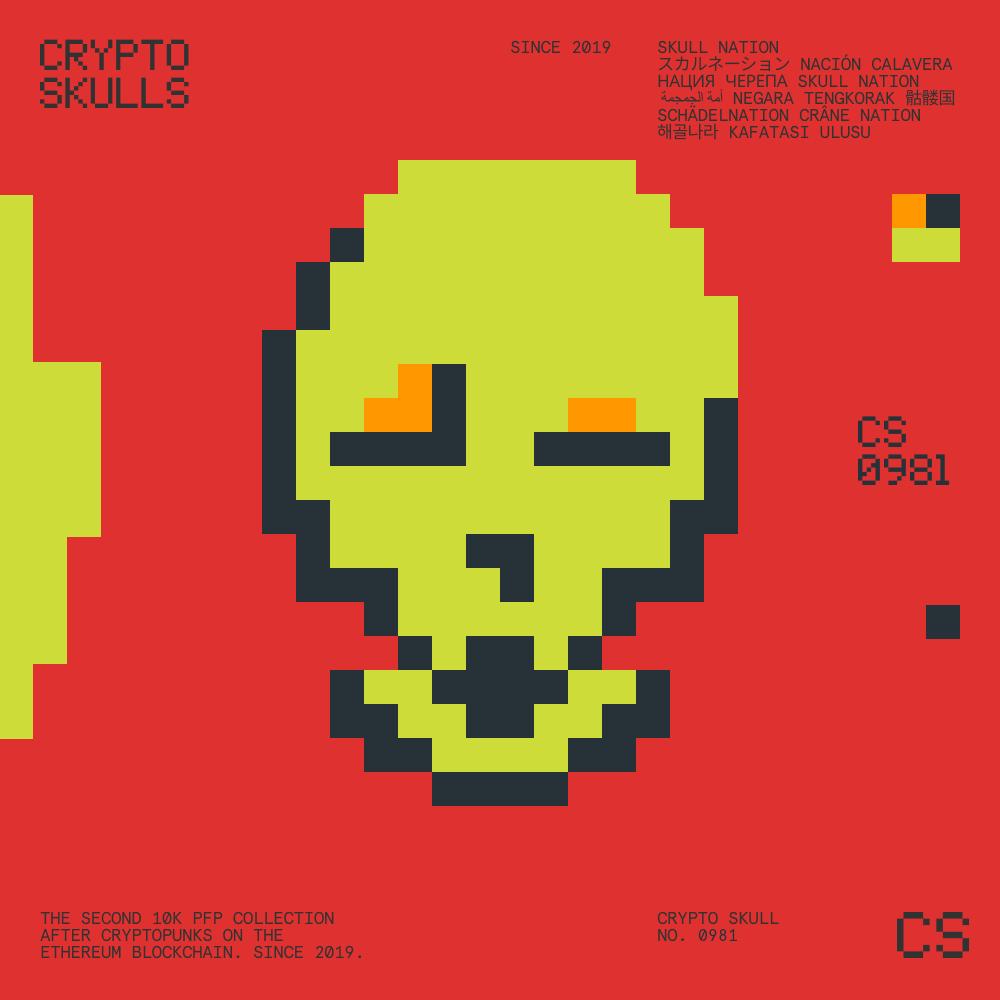 CRYPTO
SKULLS
SINCE 2019
SKULL NATION
スカルネーション NACIÓN CALAVERA
НАЦИЯ ЧЕРЕПА SKULL NATION
أمة الجمجمة NEGARA TENGKORAK 骷髅国
SCHÄDELNATION CRÂNE NATION
해골나라 KAFATASI ULUSU
CS
0981
THE SECOND 10K PFP COLLECTION
AFTER CRYPTOPUNKS ON THE
ETHEREUM BLOCKCHAIN. SINCE 2019.
CRYPTO SKULL
NO. 0981
CS